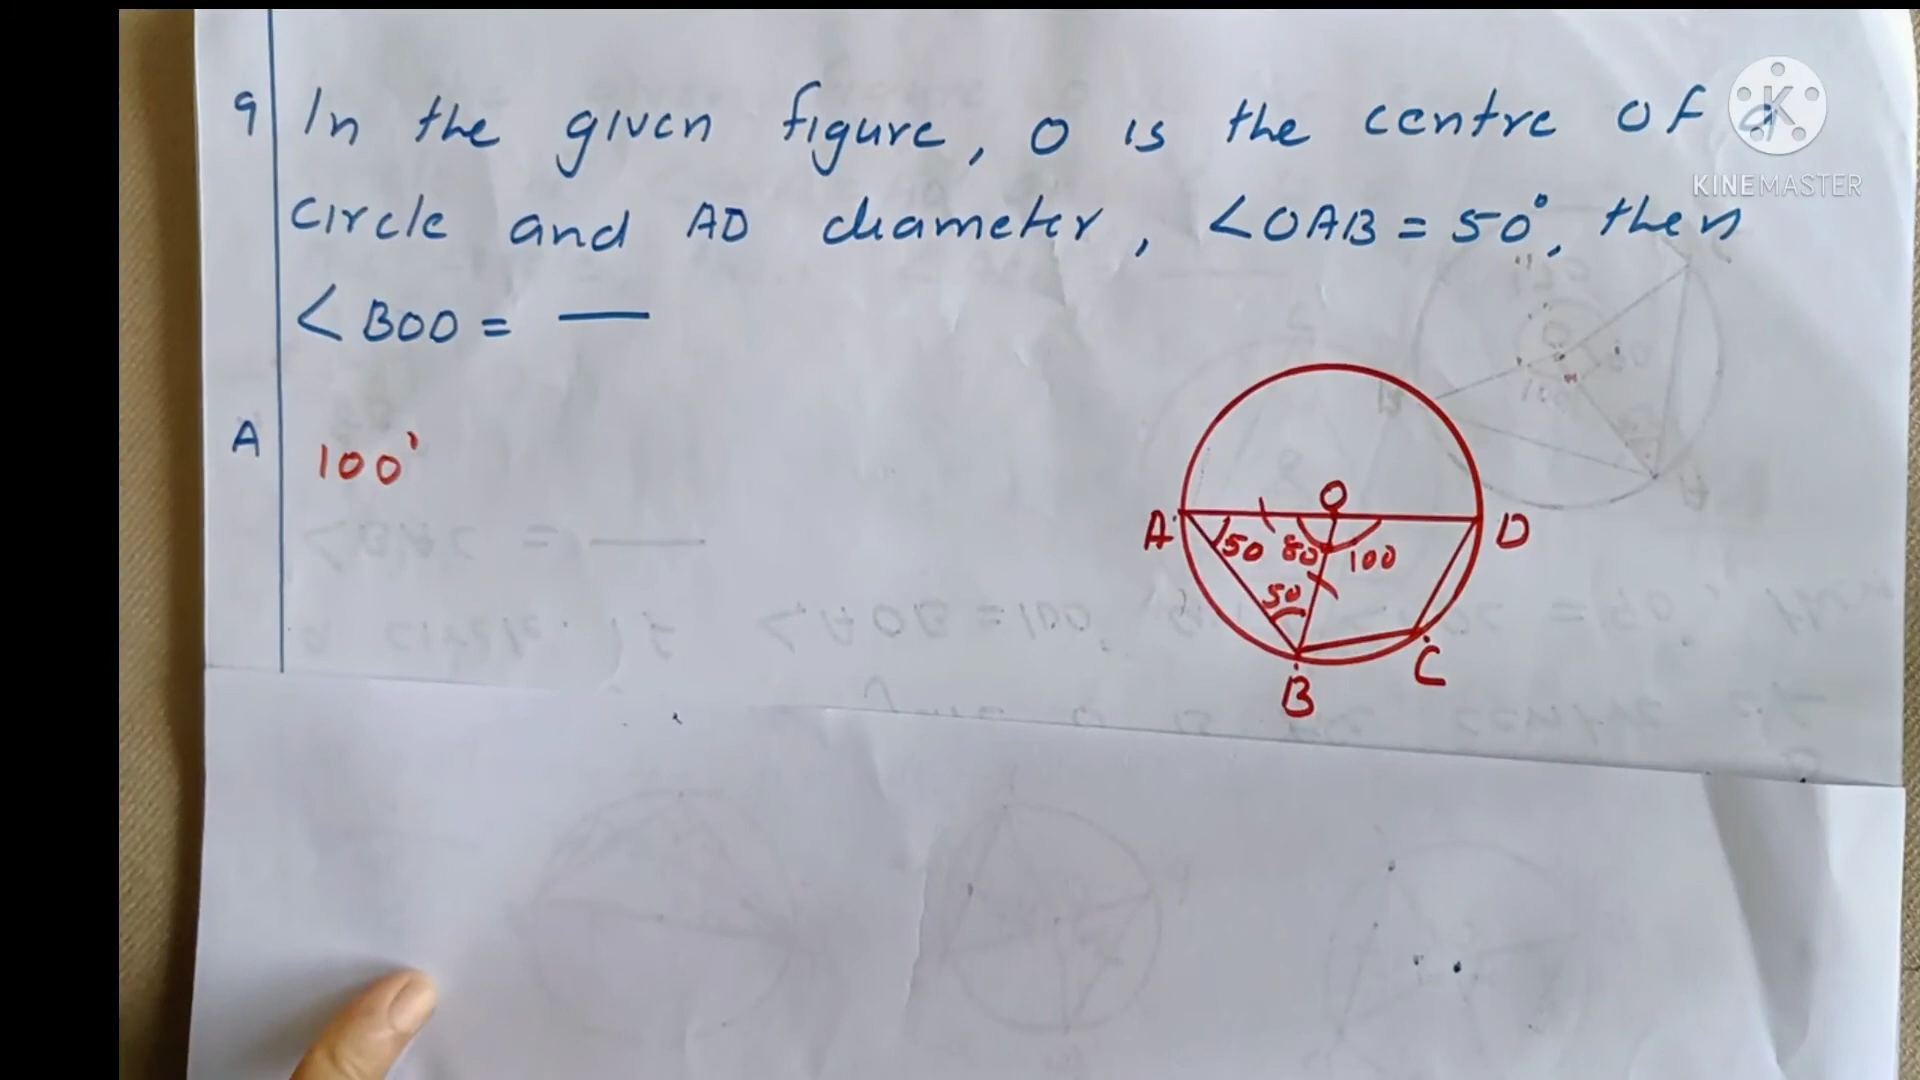 9 In the given figure, O is the centre of a
circle and AD diameter, <OAB = 50°, then
<BOD = —
A 100°
O
A 50 80 100 D
50
C
B
KINEMASTER